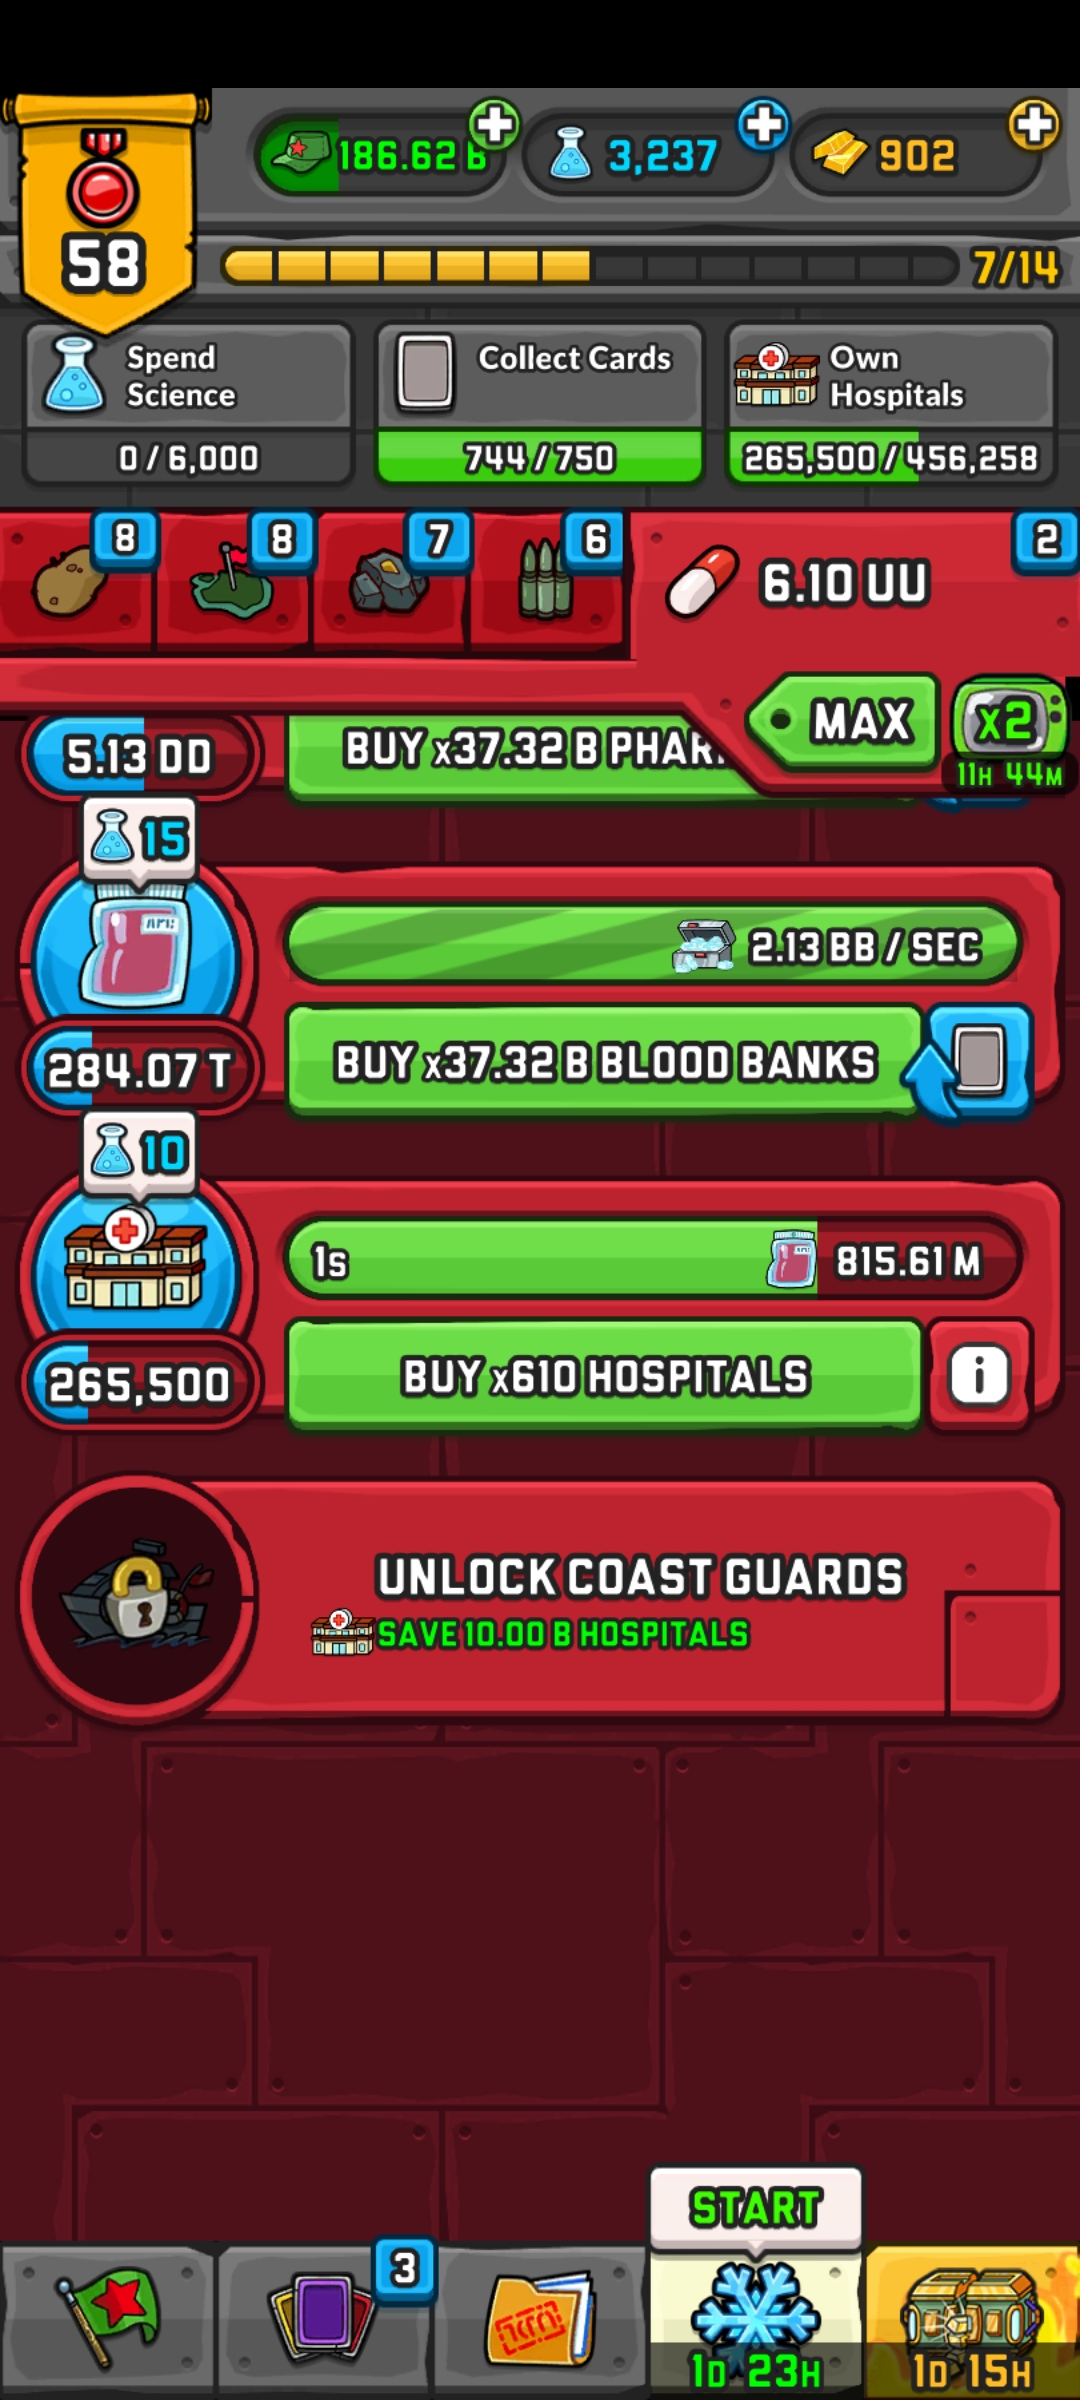 58
186.62 B
3,237
902
7/14
Spend
Science
0 / 6,000
Collect Cards
744 / 750
Own
Hospitals
265,500 / 456,258
8
8
7
6
2
6.10 UU
MAX
x2
11H 44M
5.13 DD
BUY x37.32 B PHAR
15
2.13 BB / SEC
284.07 T
BUY x37.32 B BLOOD BANKS
10
1s
815.61 M
265,500
BUY x610 HOSPITALS
i
UNLOCK COAST GUARDS
SAVE 10.00 B HOSPITALS
START
3
1D 23H
1D 15H